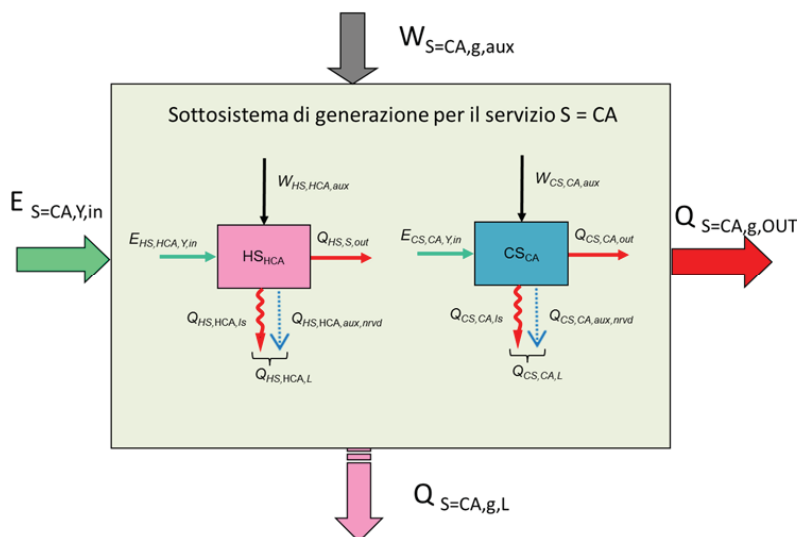 W S=CA,g,aux
Sottosistema di generazione per il servizio S = CA
W HS,HCA,aux
W CS,CA,aux
E S=CA,Y,in
Q S=CA,g,OUT
E HS,HCA,Y,in
Q HS,S,out
E CS,CA,Y,in
Q CS,CA,out
HS HCA
CS CA
Q HS,HCA,ls
Q HS,HCA,aux,nrvd
Q CS,CA,ls
Q CS,CA,aux,nrvd
Q HS,HCA,L
Q CS,CA,L
Q S=CA,g,L